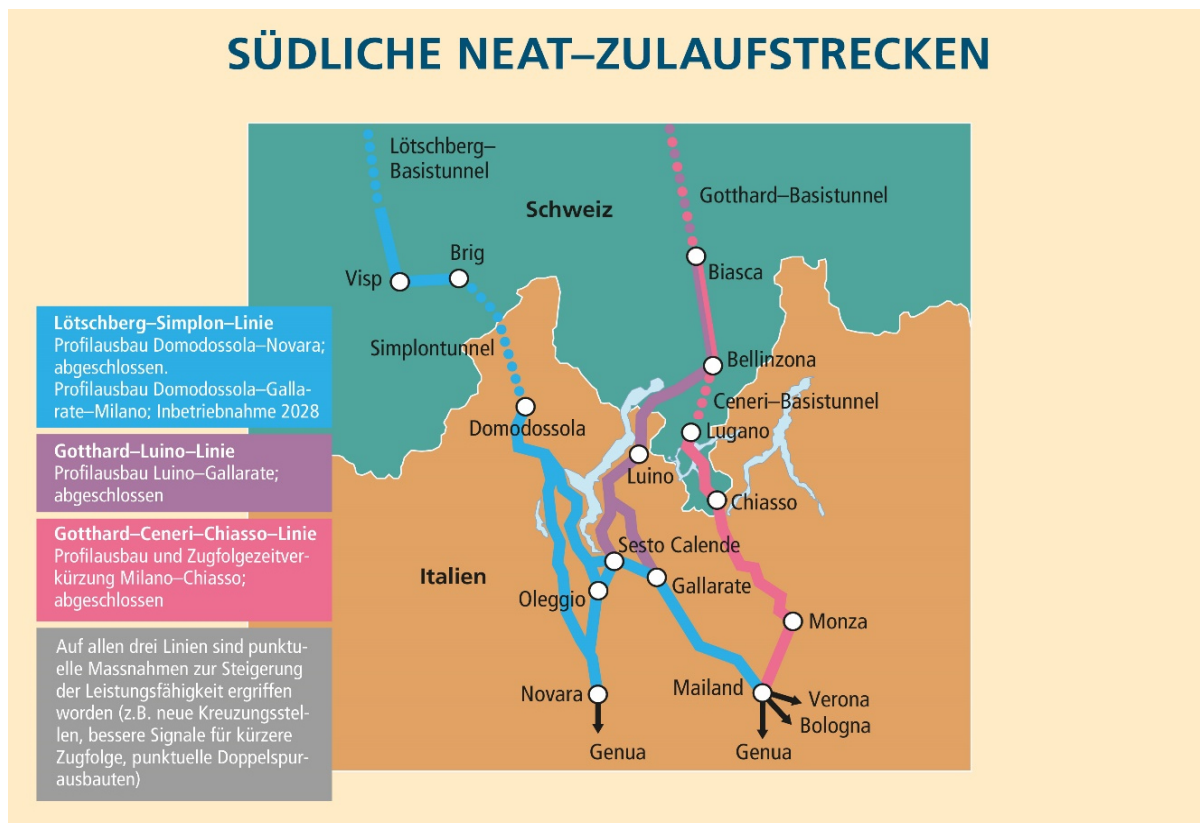 SÜDLICHE NEAT–ZULAUFSTRECKEN
Lötschberg–
Basistunnel
Gotthard–Basistunnel
Schweiz
Brig
Visp
Biasca
Simplontunnel
Bellinzona
Ceneri–Basistunnel
Domodossola
Lugano
Luino
Chiasso
Sesto Calende
Italien
Gallarate
Oleggio
Monza
Novara
Mailand
Verona
Bologna
Genua
Genua
Lötschberg–Simplon–Linie
Profilausbau Domodossola–Novara;
abgeschlossen.
Profilausbau Domodossola–Galla-
rate–Milano; Inbetriebnahme 2028
Gotthard–Luino–Linie
Profilausbau Luino–Gallarate;
abgeschlossen
Gotthard–Ceneri–Chiasso–Linie
Profilausbau und Zugfolgezeitver-
kürzung Milano–Chiasso;
abgeschlossen
Auf allen drei Linien sind punktu-
elle Massnahmen zur Steigerung
der Leistungsfähigkeit ergriffen
worden (z.B. neue Kreuzungsstel-
len, bessere Signale für kürzere
Zugfolge, punktuelle Doppelspur-
ausbauten)